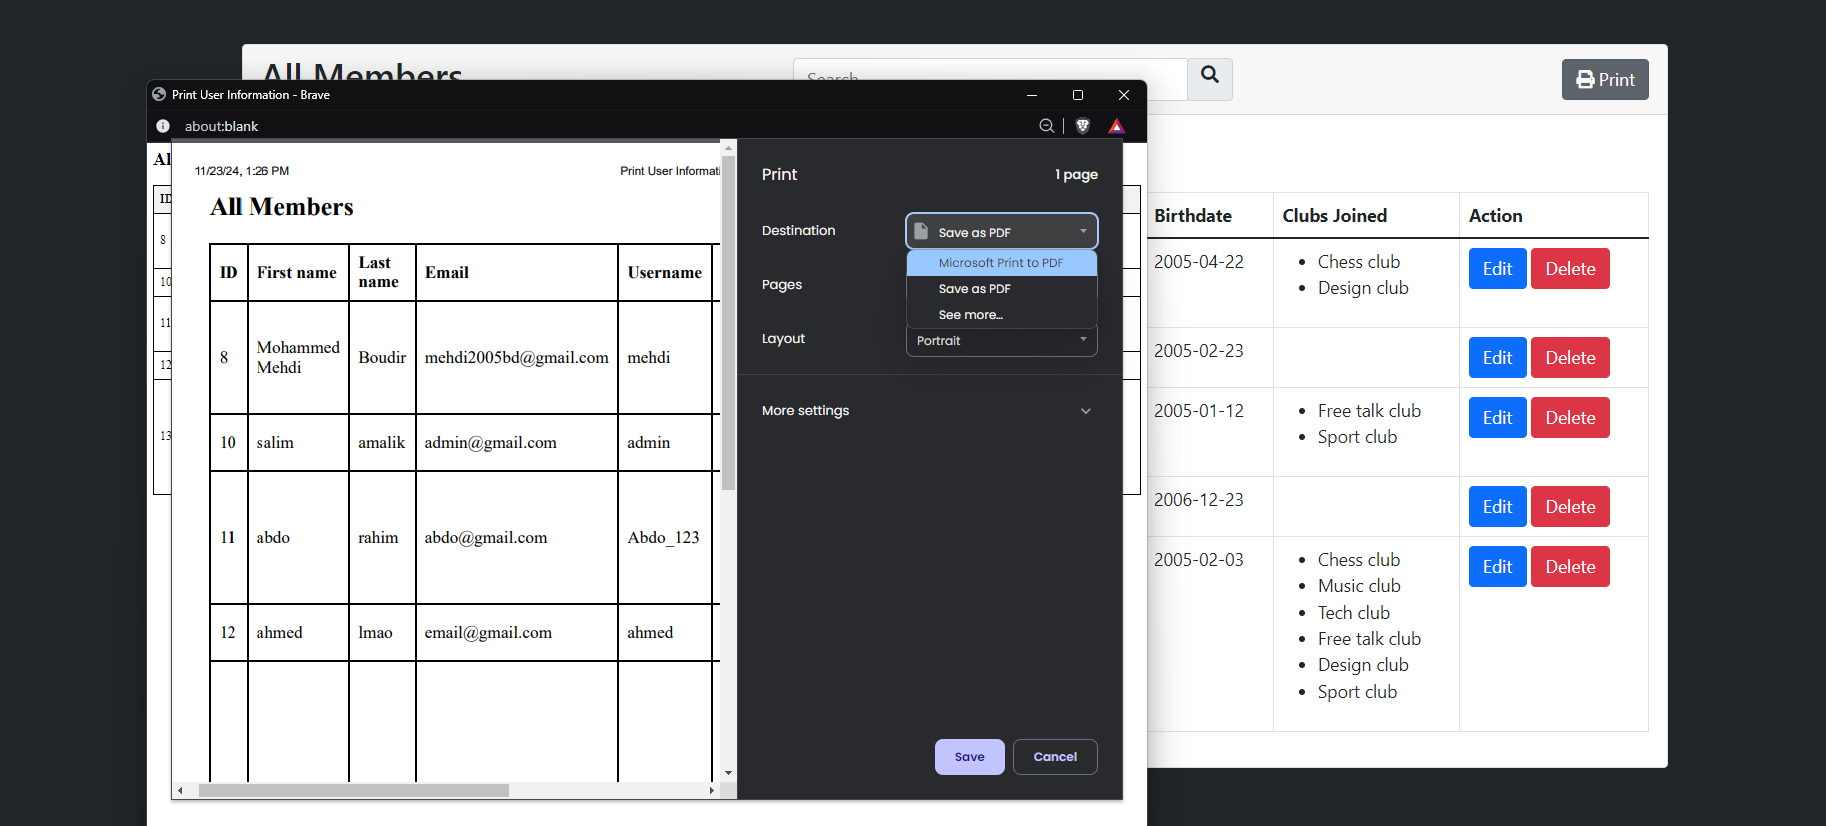 All Members
Search
Print
Print User Information - Brave
about:blank
Al
ID
8
10
11
12
13
11/23/24, 1:26 PM
Print User Informati
All Members
ID First name Last name Email Username
8 Mohammed Mehdi Boudir mehdi2005bd@gmail.com mehdi
10 salim amalik admin@gmail.com admin
11 abdo rahim abdo@gmail.com Abdo_123
12 ahmed lmao email@gmail.com ahmed
Print 1 page
Destination Save as PDF
Microsoft Print to PDF
Save as PDF
See more...
Pages
Layout Portrait
More settings
Save Cancel
Birthdate Clubs Joined Action
2005-04-22 • Chess club Edit Delete
• Design club
2005-02-23 Edit Delete
2005-01-12 • Free talk club Edit Delete
• Sport club
2006-12-23 Edit Delete
2005-02-03 • Chess club Edit Delete
• Music club
• Tech club
• Free talk club
• Design club
• Sport club